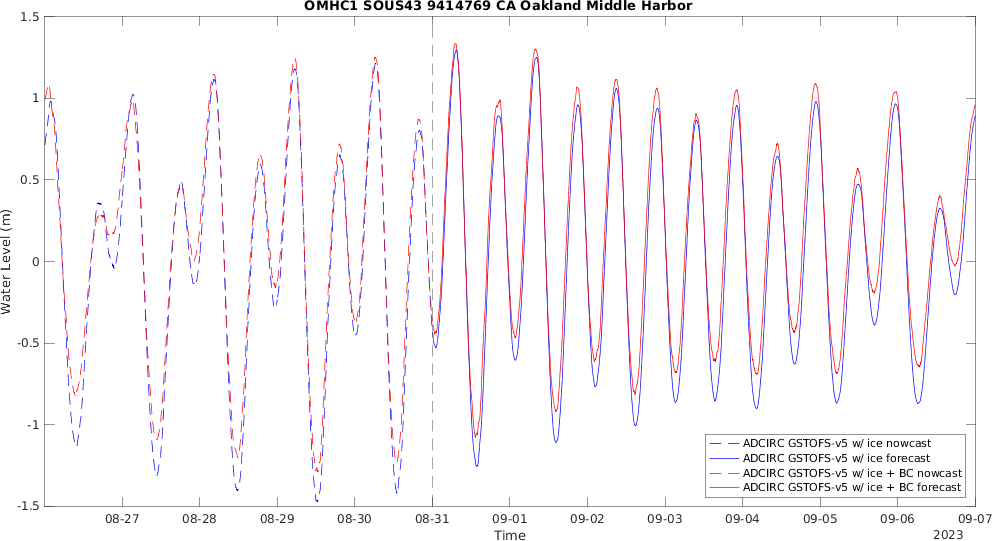 OMHC1 SOUS43 9414769 CA Oakland Middle Harbor
1.5
1
0.5
0
-0.5
-1
-1.5
Water Level (m)
ADCIRC GSTOFS-v5 w/ ice nowcast
ADCIRC GSTOFS-v5 w/ ice forecast
ADCIRC GSTOFS-v5 w/ ice + BC nowcast
ADCIRC GSTOFS-v5 w/ ice + BC forecast
08-27 08-28 08-29 08-30 08-31 09-01 09-02 09-03 09-04 09-05 09-06 09-07
Time
2023